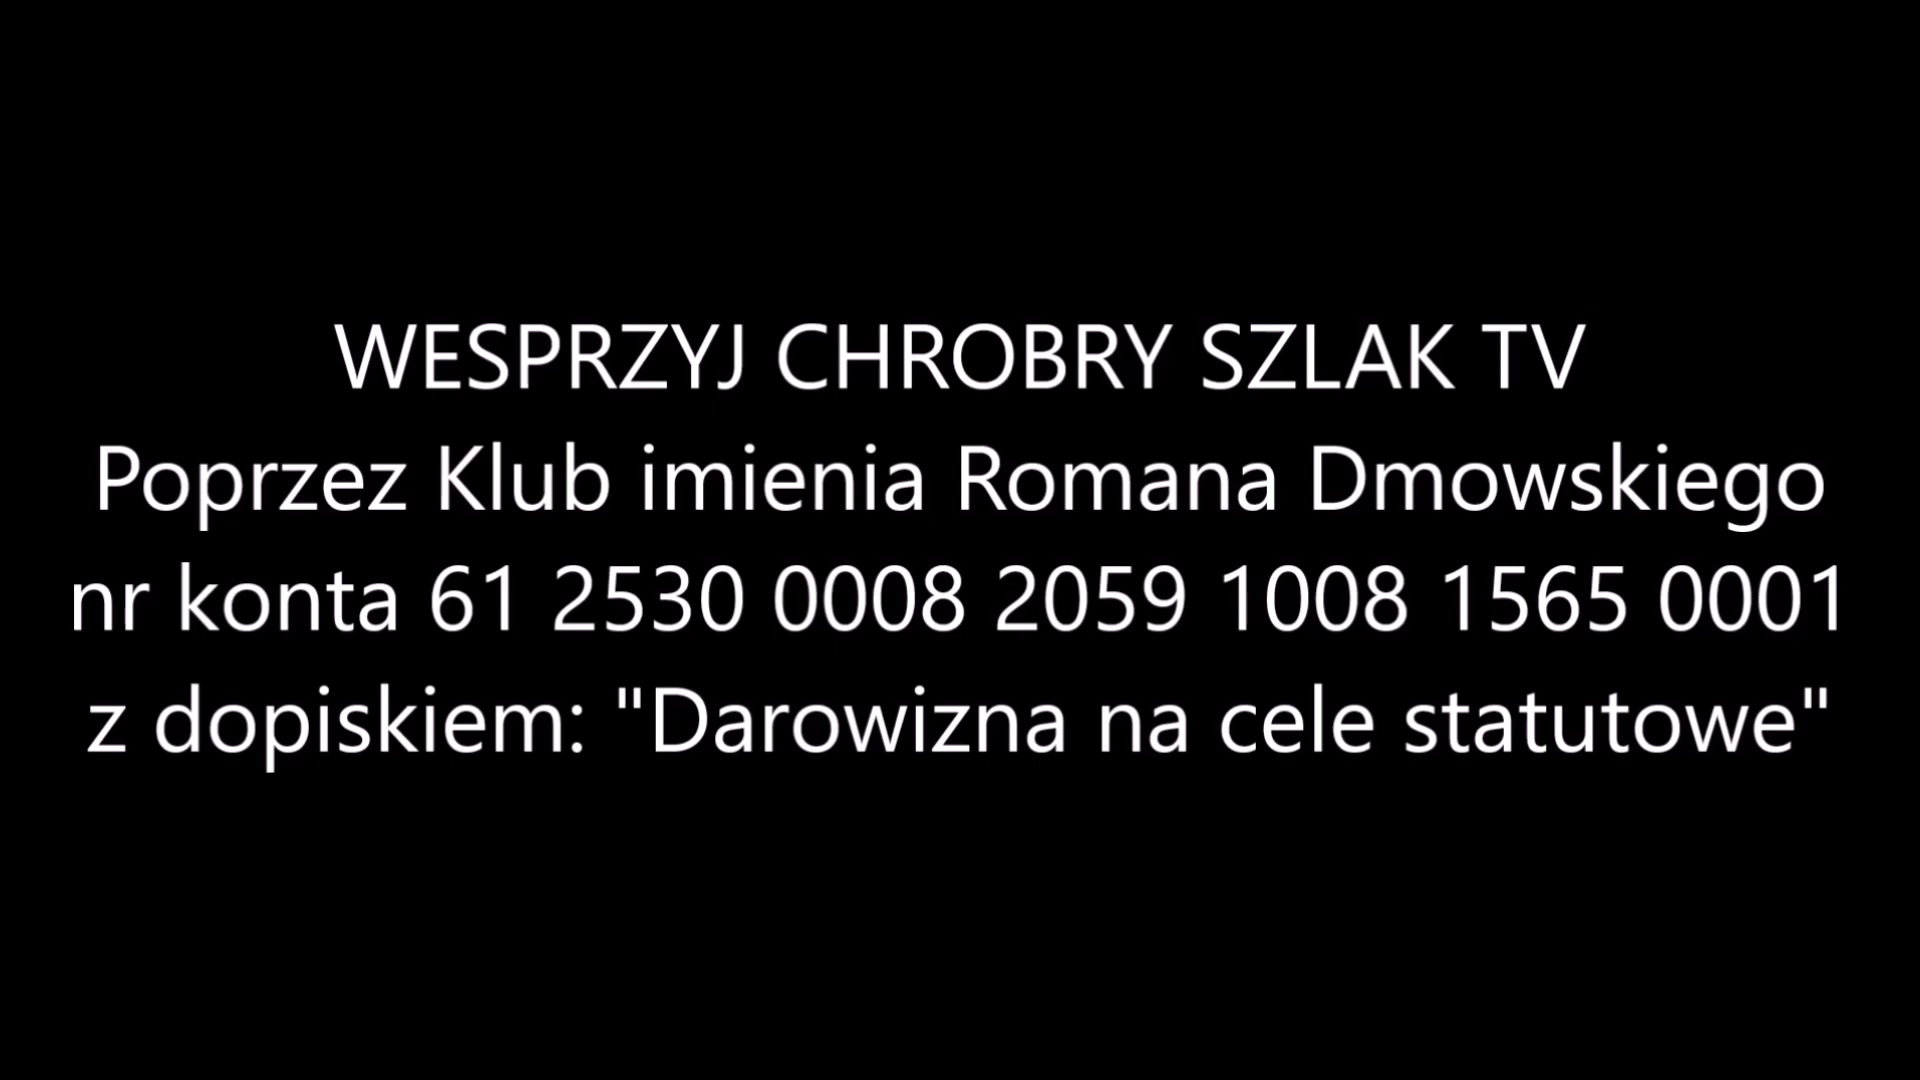 WESPRZYJ CHROBRY SZLAK TV
Poprzez Klub imienia Romana Dmowskiego
nr konta 61 2530 0008 2059 1008 1565 0001
z dopiskiem: "Darowizna na cele statutowe"